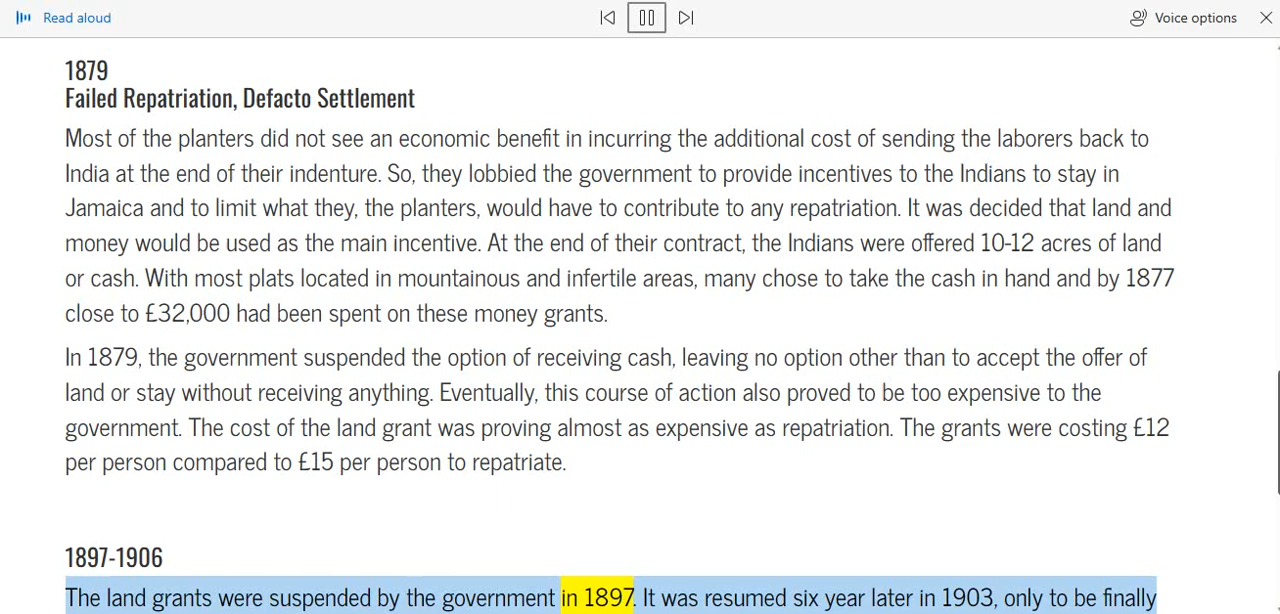 Read aloud
Voice options
1879
Failed Repatriation, Defacto Settlement
Most of the planters did not see an economic benefit in incurring the additional cost of sending the laborers back to
India at the end of their indenture. So, they lobbied the government to provide incentives to the Indians to stay in
Jamaica and to limit what they, the planters, would have to contribute to any repatriation. It was decided that land and
money would be used as the main incentive. At the end of their contract, the Indians were offered 10-12 acres of land
or cash. With most plats located in mountainous and infertile areas, many chose to take the cash in hand and by 1877
close to £32,000 had been spent on these money grants.
In 1879, the government suspended the option of receiving cash, leaving no option other than to accept the offer of
land or stay without receiving anything. Eventually, this course of action also proved to be too expensive to the
government. The cost of the land grant was proving almost as expensive as repatriation. The grants were costing £12
per person compared to £15 per person to repatriate.
1897-1906
The land grants were suspended by the government in 1897. It was resumed six year later in 1903, only to be finally